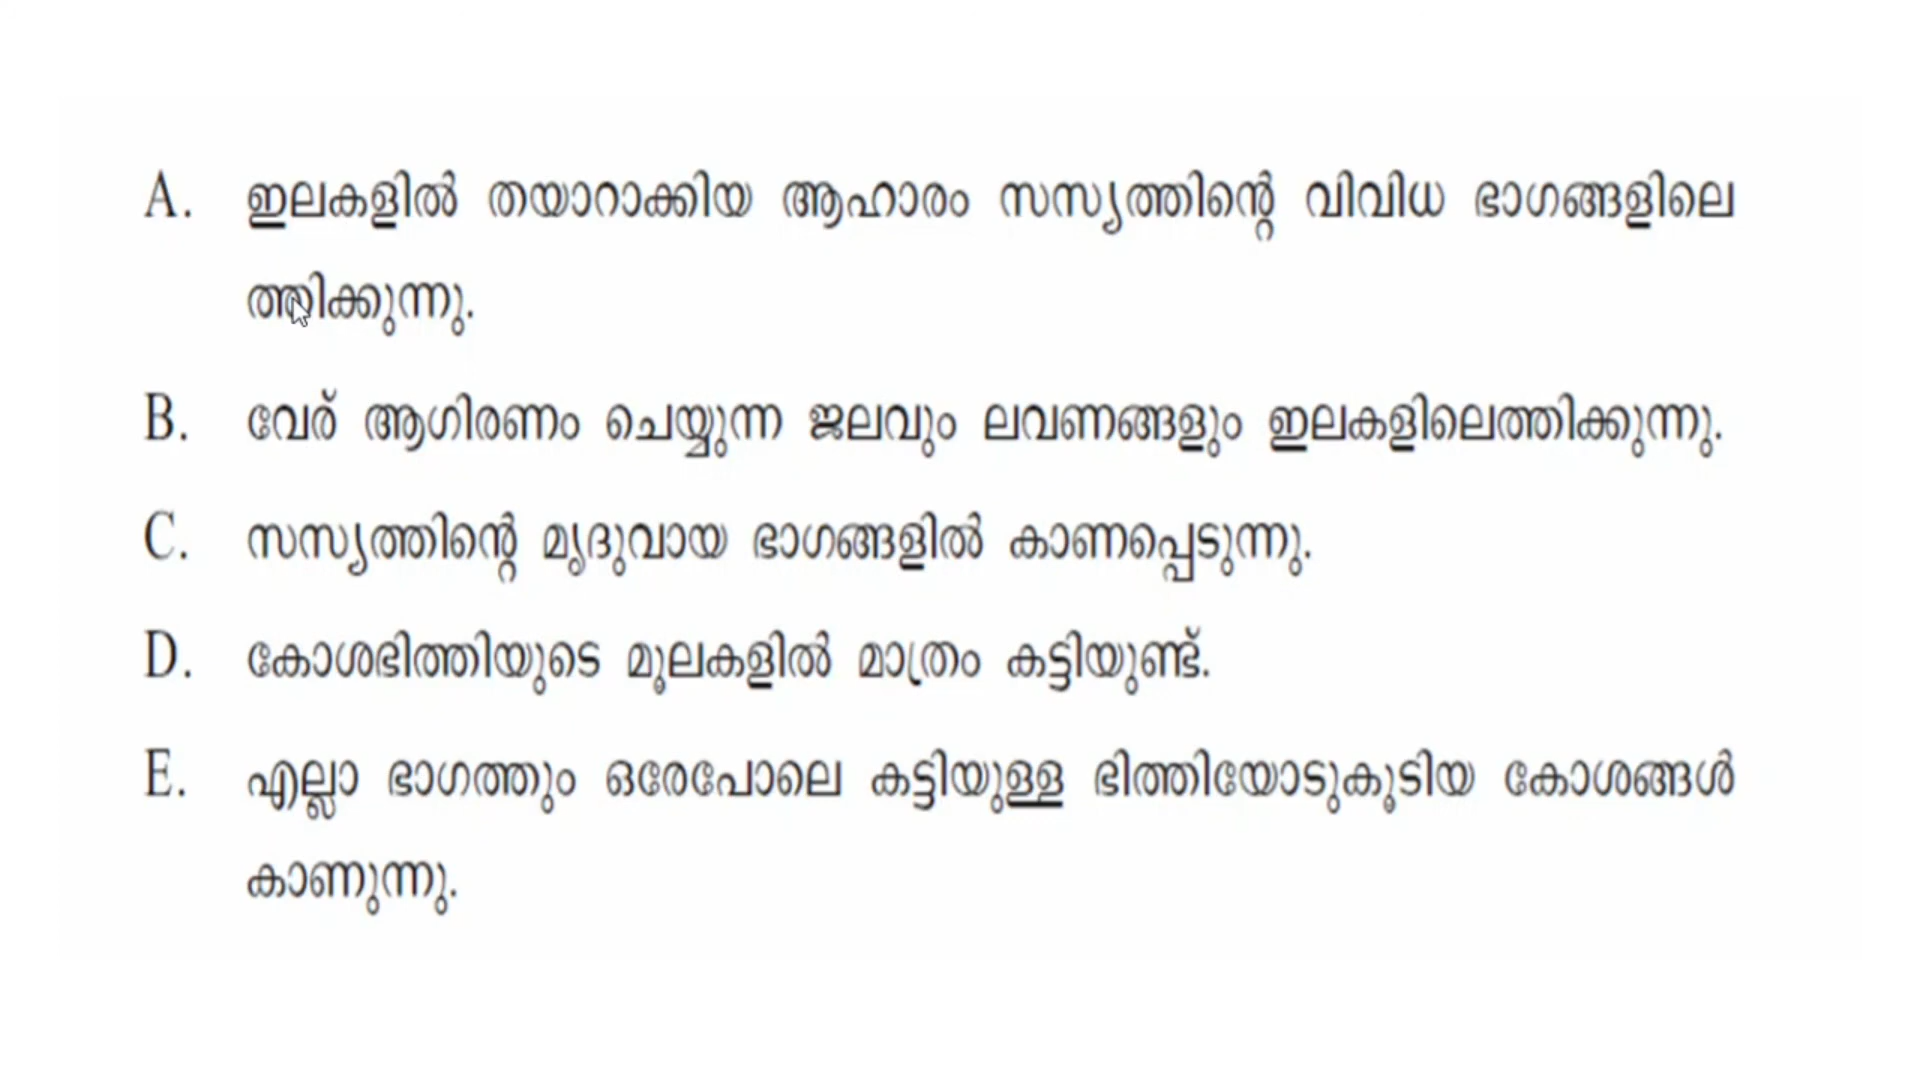 A. ഇലകളിൽ തയാറാക്കിയ ആഹാരം സസ്യത്തിന്റെ വിവിധ ഭാഗങ്ങളിലെ
ത്തിക്കുന്നു.
B. വേര് ആഗിരണം ചെയ്യുന്ന ജലവും ലവണങ്ങളും ഇലകളിലെത്തിക്കുന്നു.
C. സസ്യത്തിന്റെ മൃദുവായ ഭാഗങ്ങളിൽ കാണപ്പെടുന്നു.
D. കോശഭിത്തിയുടെ മൂലകളിൽ മാത്രം കട്ടിയുണ്ട്.
E. എല്ലാ ഭാഗത്തും ഒരേപോലെ കട്ടിയുള്ള ഭിത്തിയോടുകൂടിയ കോശങ്ങൾ
കാണുന്നു.